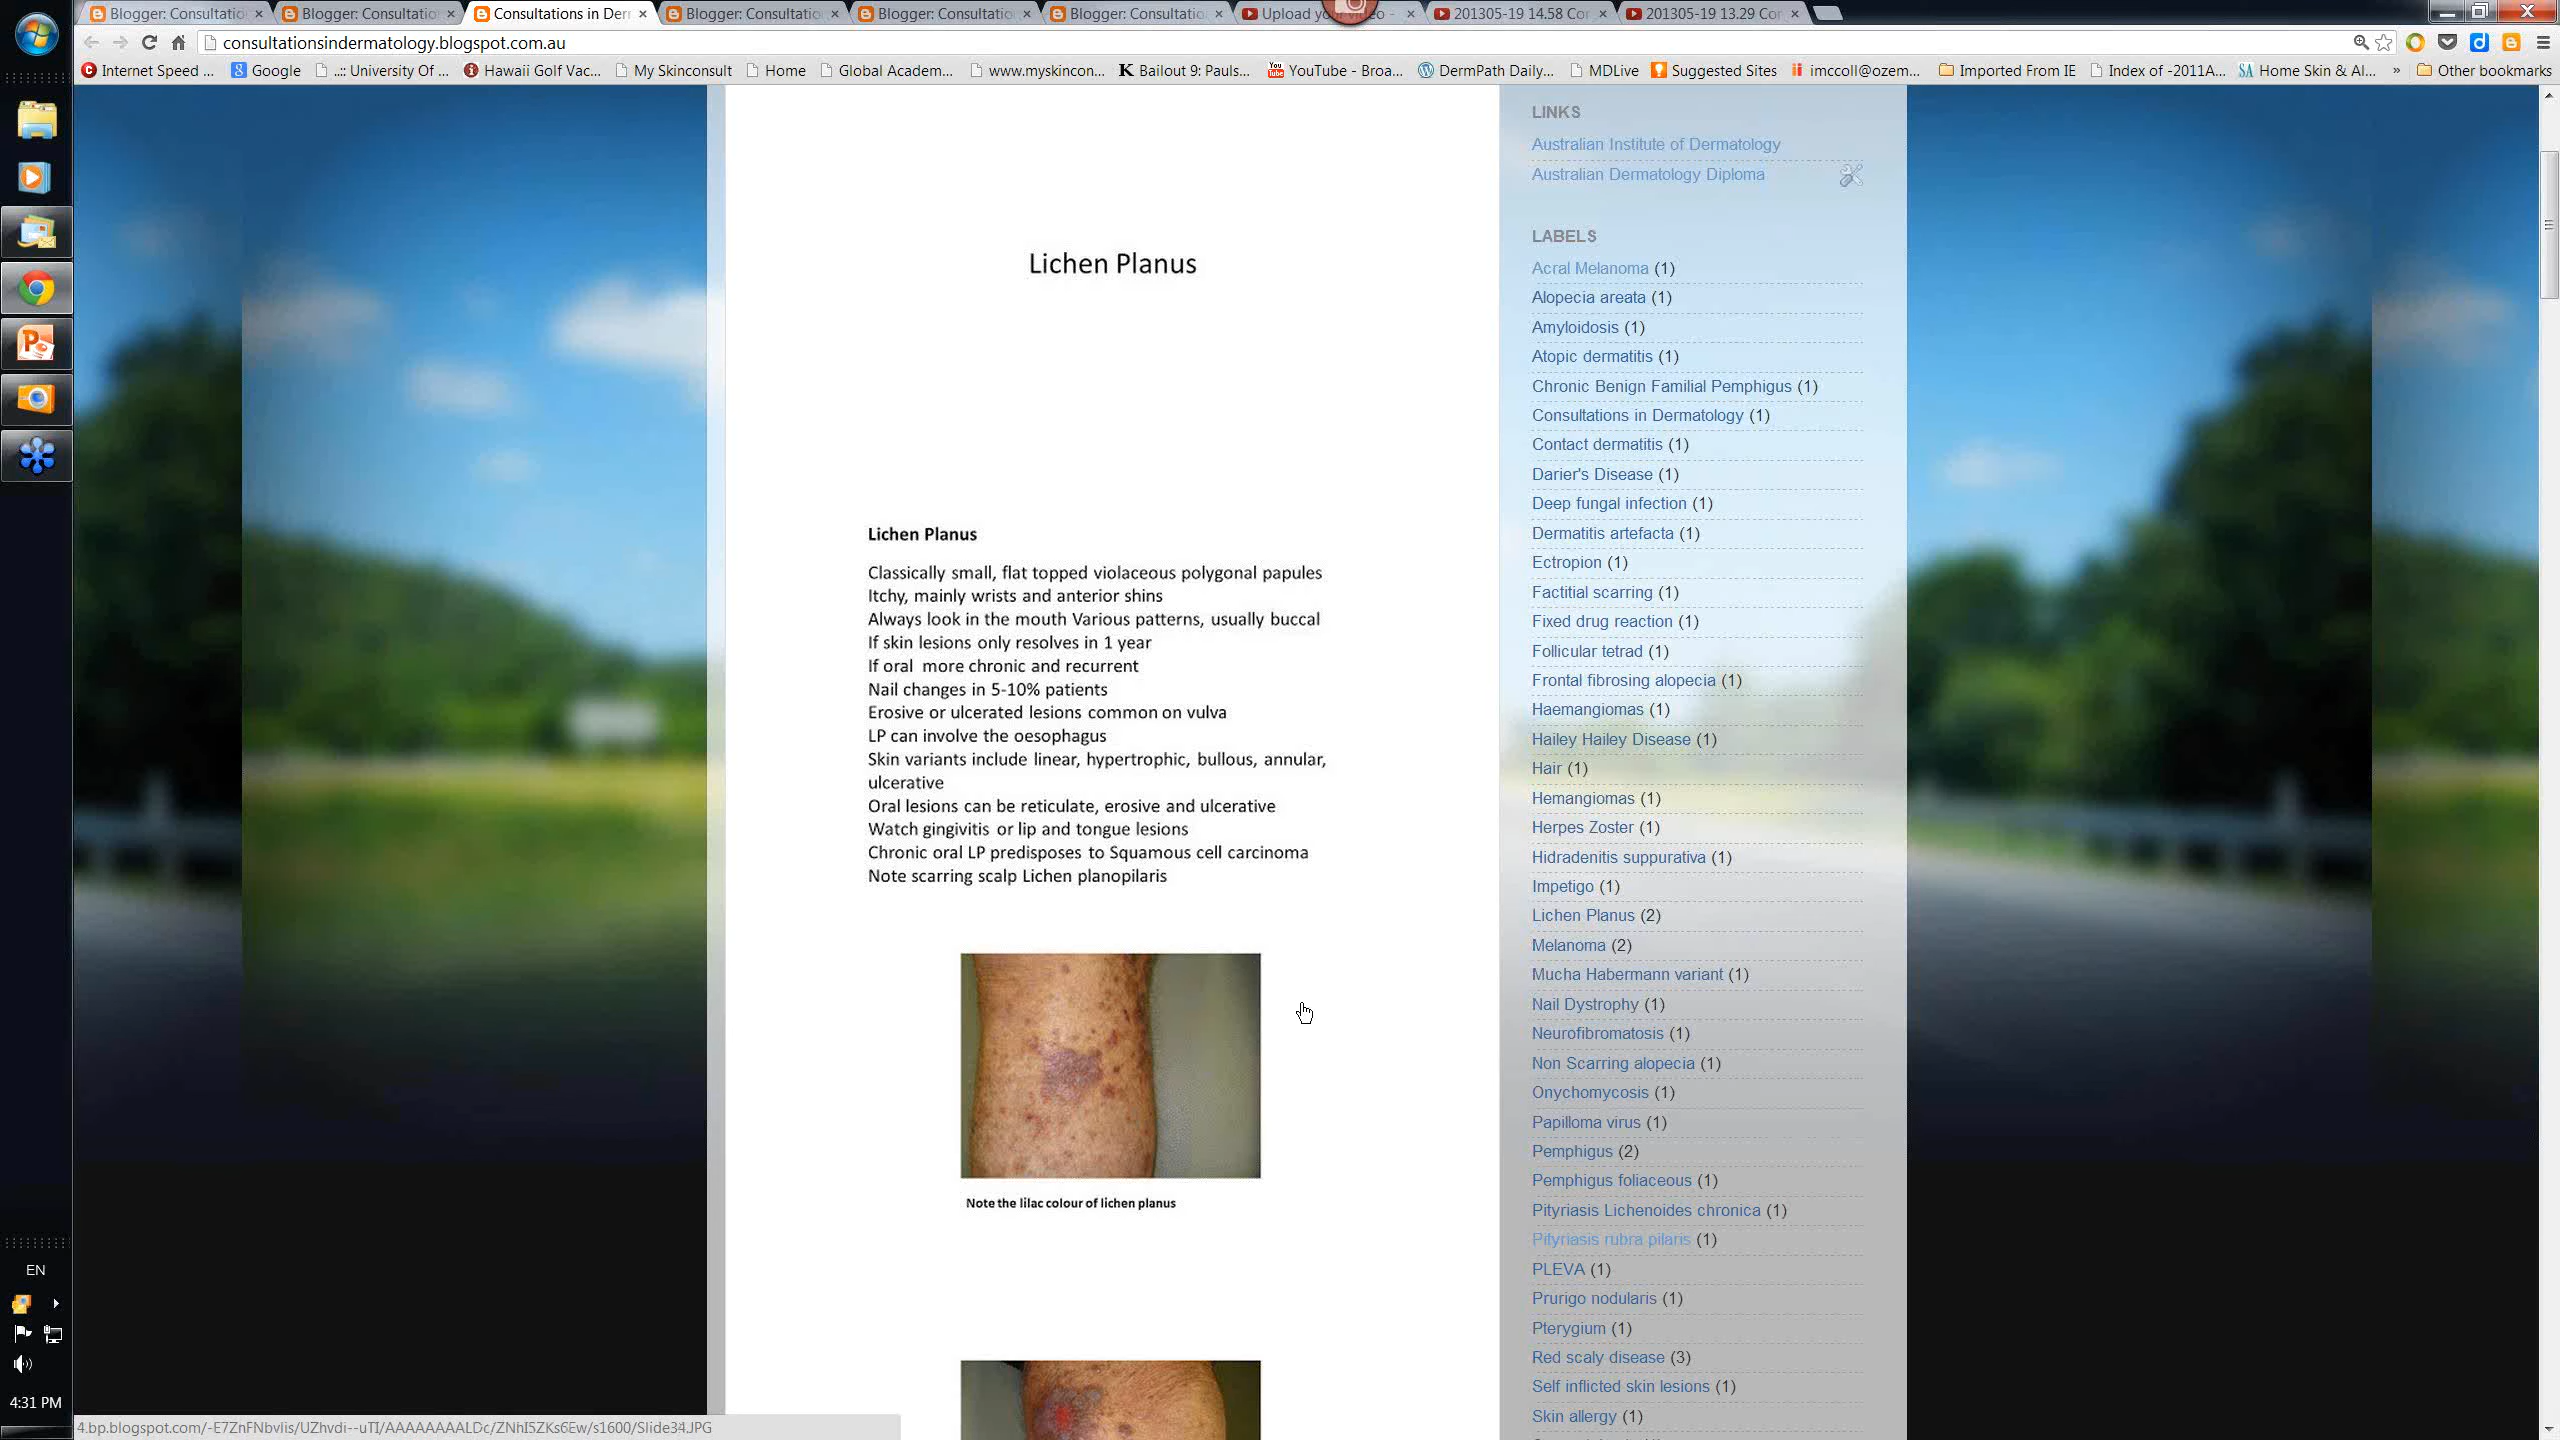 Blogger: Consultatio
Blogger: Consultatio
Consultations in Der
Blogger: Consultatio
Blogger: Consultatio
Blogger: Consultatio
Upload
201305-19 14.58 Con
201305-19 13.29 Con
consultationsindermatology.blogspot.com.au
Internet Speed ...
Google
..:: University Of ...
Hawaii Golf Vac...
My Skinconsult
Home
Global Academ...
www.myskincon...
Bailout 9: Pauls...
YouTube - Broa...
DermPath Daily...
MDLive
Suggested Sites
imccoll@ozem...
Imported From IE
Index of -2011A...
Home Skin & Al...
»
Other bookmarks
Lichen Planus
Lichen Planus
Classically small, flat topped violaceous polygonal papules
Itchy, mainly wrists and anterior shins
Always look in the mouth Various patterns, usually buccal
If skin lesions only resolves in 1 year
If oral more chronic and recurrent
Nail changes in 5-10% patients
Erosive or ulcerated lesions common on vulva
LP can involve the oesophagus
Skin variants include linear, hypertrophic, bullous, annular,
ulcerative
Oral lesions can be reticulate, erosive and ulcerative
Watch gingivitis or lip and tongue lesions
Chronic oral LP predisposes to Squamous cell carcinoma
Note scarring scalp Lichen planopilaris
Note the lilac colour of lichen planus
LINKS
Australian Institute of Dermatology
Australian Dermatology Diploma
LABELS
Acral Melanoma (1)
Alopecia areata (1)
Amyloidosis (1)
Atopic dermatitis (1)
Chronic Benign Familial Pemphigus (1)
Consultations in Dermatology (1)
Contact dermatitis (1)
Darier's Disease (1)
Deep fungal infection (1)
Dermatitis artefacta (1)
Ectropion (1)
Factitial scarring (1)
Fixed drug reaction (1)
Follicular tetrad (1)
Frontal fibrosing alopecia (1)
Haemangiomas (1)
Hailey Hailey Disease (1)
Hair (1)
Hemangiomas (1)
Herpes Zoster (1)
Hidradenitis suppurativa (1)
Impetigo (1)
Lichen Planus (2)
Melanoma (2)
Mucha Habermann variant (1)
Nail Dystrophy (1)
Neurofibromatosis (1)
Non Scarring alopecia (1)
Onychomycosis (1)
Papilloma virus (1)
Pemphigus (2)
Pemphigus foliaceous (1)
Pityriasis Lichenoides chronica (1)
Pityriasis rubra pilaris (1)
PLEVA (1)
Prurigo nodularis (1)
Pterygium (1)
Red scaly disease (3)
Self inflicted skin lesions (1)
Skin allergy (1)
EN
4:31 PM
4.bp.blogspot.com/-E7ZnFNbvlis/UZhvdi--uTI/AAAAAAAALDc/ZNhI5ZKs6Ew/s1600/Slide34.JPG